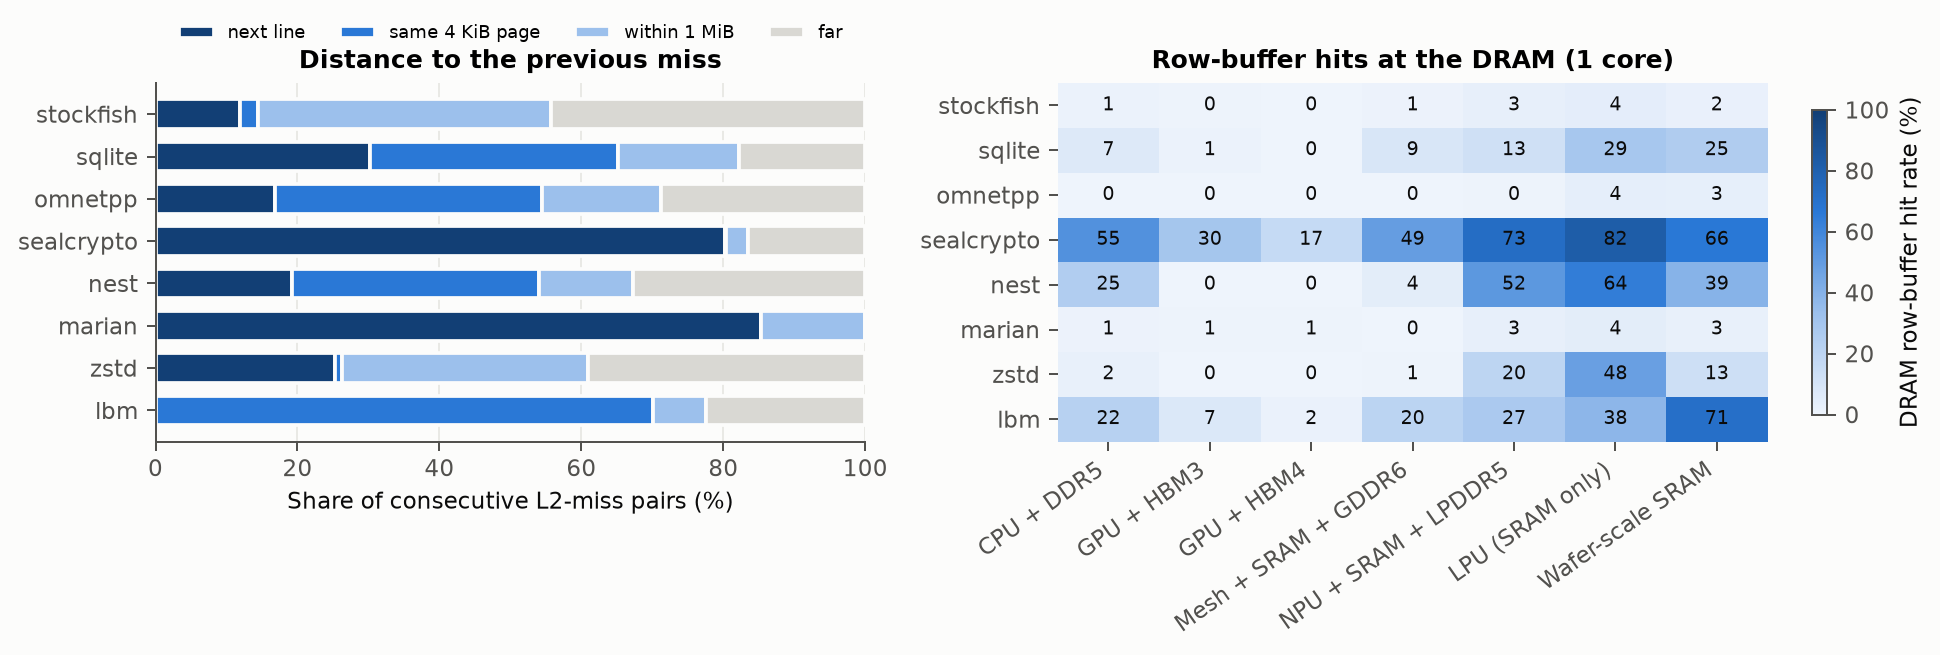 next line same 4 KiB page within 1 MiB far
Distance to the previous miss
stockfish
sqlite
omnetpp
sealcrypto
nest
marian
zstd
lbm
0 20 40 60 80 100
Share of consecutive L2-miss pairs (%)
Row-buffer hits at the DRAM (1 core)
stockfish 1 0 0 1 3 4 2
sqlite 7 1 0 9 13 29 25
omnetpp 0 0 0 0 0 4 3
sealcrypto 55 30 17 49 73 82 66
nest 25 0 0 4 52 64 39
marian 1 1 1 0 3 4 3
zstd 2 0 0 1 20 48 13
lbm 22 7 2 20 27 38 71
CPU + DDR5
GPU + HBM3
GPU + HBM4
Mesh + SRAM + GDDR6
NPU + SRAM + LPDDR5
LPU (SRAM only)
Wafer-scale SRAM
100
80
60
40
20
0
DRAM row-buffer hit rate (%)